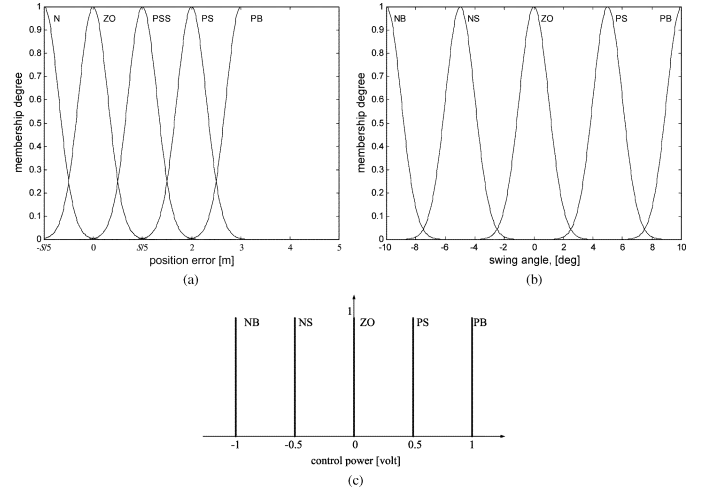 N ZO PSS PS PB
1
0.9
0.8
0.7
0.6
0.5
0.4
0.3
0.2
0.1
0
membership degree
-S/5 0 S/5 2 3 4 5
position error [m]
(a)
NB NS ZO PS PB
1
0.9
0.8
0.7
0.6
0.5
0.4
0.3
0.2
0.1
0
membership degree
-10 -8 -6 -4 -2 0 2 4 6 8 10
swing angle, [deg]
(b)
1
NB NS ZO PS PB
-1 -0.5 0 0.5 1
control power [volt]
(c)